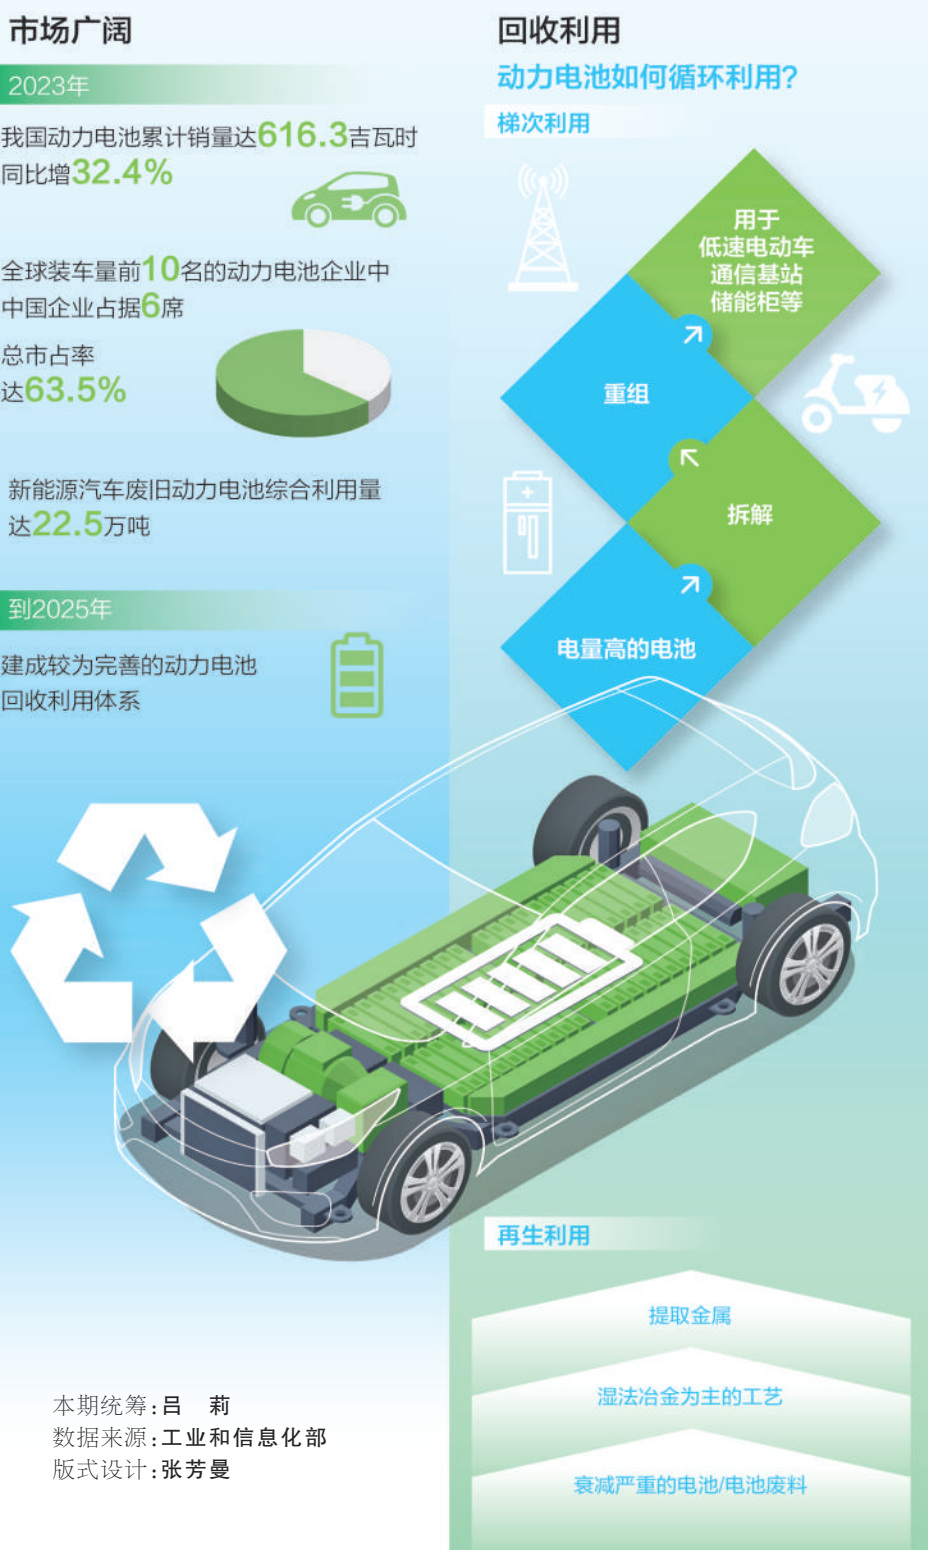 市场广阔
2023年
我国动力电池累计销量达616.3吉瓦时
同比增32.4%
全球装车量前10名的动力电池企业中
中国企业占据6席
总市占率
达63.5%
新能源汽车废旧动力电池综合利用量
达22.5万吨
到2025年
建成较为完善的动力电池
回收利用体系
回收利用
动力电池如何循环利用?
梯次利用
用于
低速电动车
通信基站
储能柜等
重组
拆解
电量高的电池
再生利用
提取金属
湿法冶金为主的工艺
衰减严重的电池/电池废料
本期统筹:吕　莉
数据来源:工业和信息化部
版式设计:张芳曼